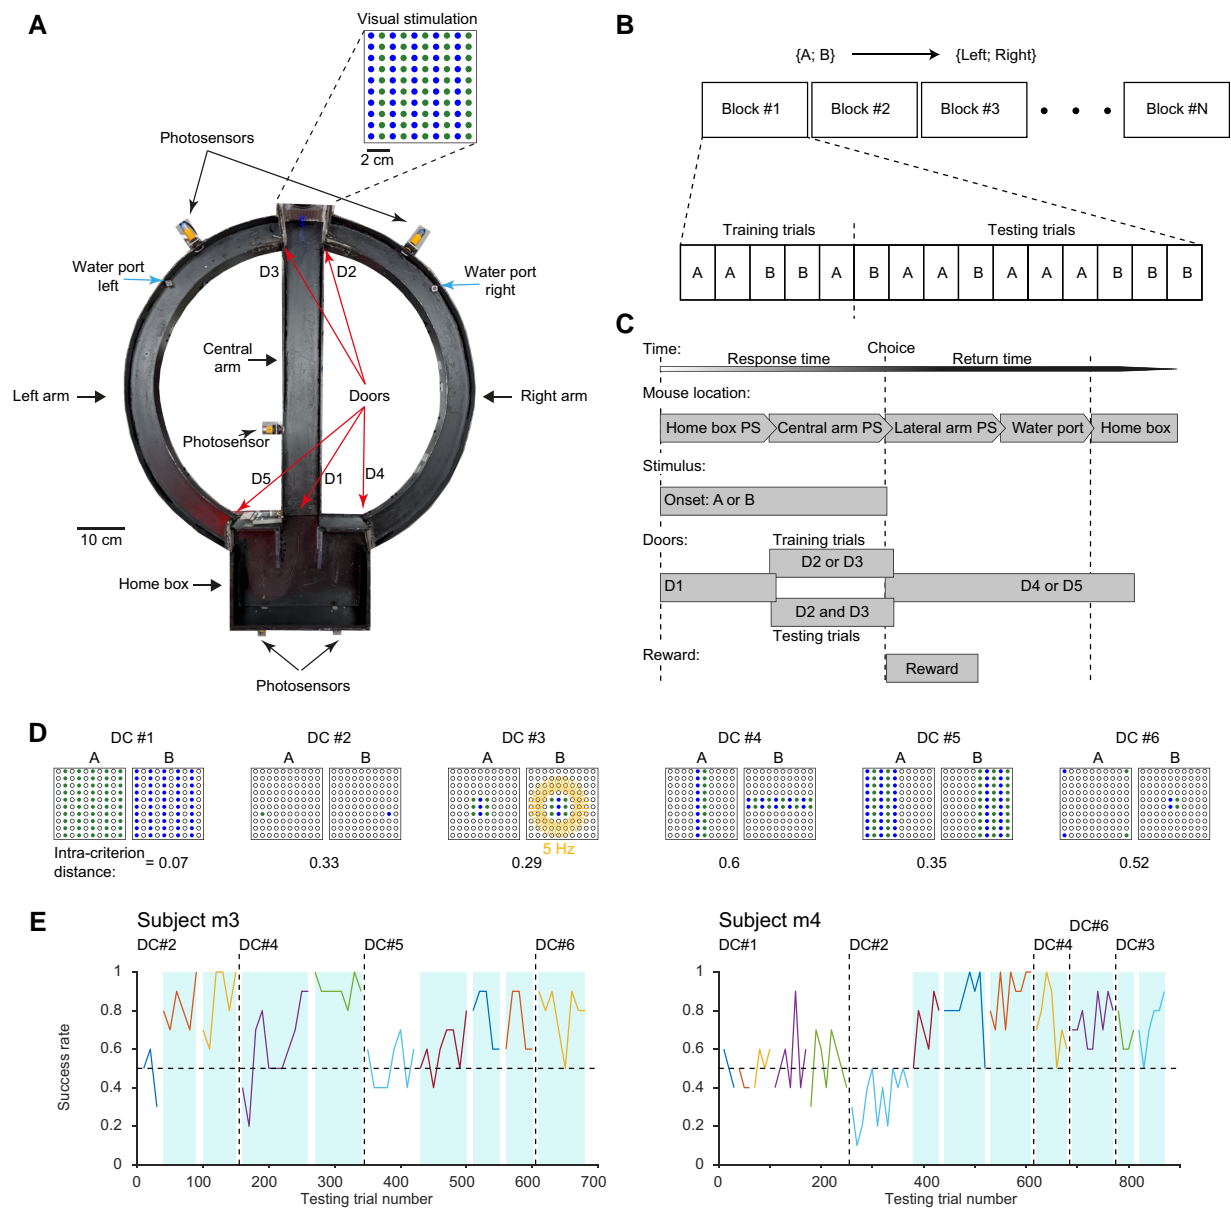 A
Visual stimulation
2 cm
Photosensors
Water port
left
D3
D2
Water port
right
Central
arm
Left arm
Doors
Right arm
Photosensor
D5
D1
D4
10 cm
Home box
Photosensors
B
{A; B}
{Left; Right}
Block #1
Block #2
Block #3
Block #N
Training trials
Testing trials
A A B B A B A A B A A A B B B
C
Time:
Response time
Choice
Return time
Mouse location:
Home box PS
Central arm PS
Lateral arm PS
Water port
Home box
Stimulus:
Onset: A or B
Doors:
Training trials
D2 or D3
D1
D4 or D5
D2 and D3
Testing trials
Reward:
Reward
D
DC #1
DC #2
DC #3
DC #4
DC #5
DC #6
A B A B A B A B A B A B
5 Hz
Intra-criterion
distance:
= 0.07
0.33
0.29
0.6
0.35
0.52
E
Subject m3
DC#2
DC#4
DC#5
DC#6
Success rate
1
0.8
0.6
0.4
0.2
0
0 100 200 300 400 500 600 700
Testing trial number
Subject m4
DC#1
DC#2
DC#4
DC#6
DC#3
1
0.8
0.6
0.4
0.2
0
0 200 400 600 800
Testing trial number